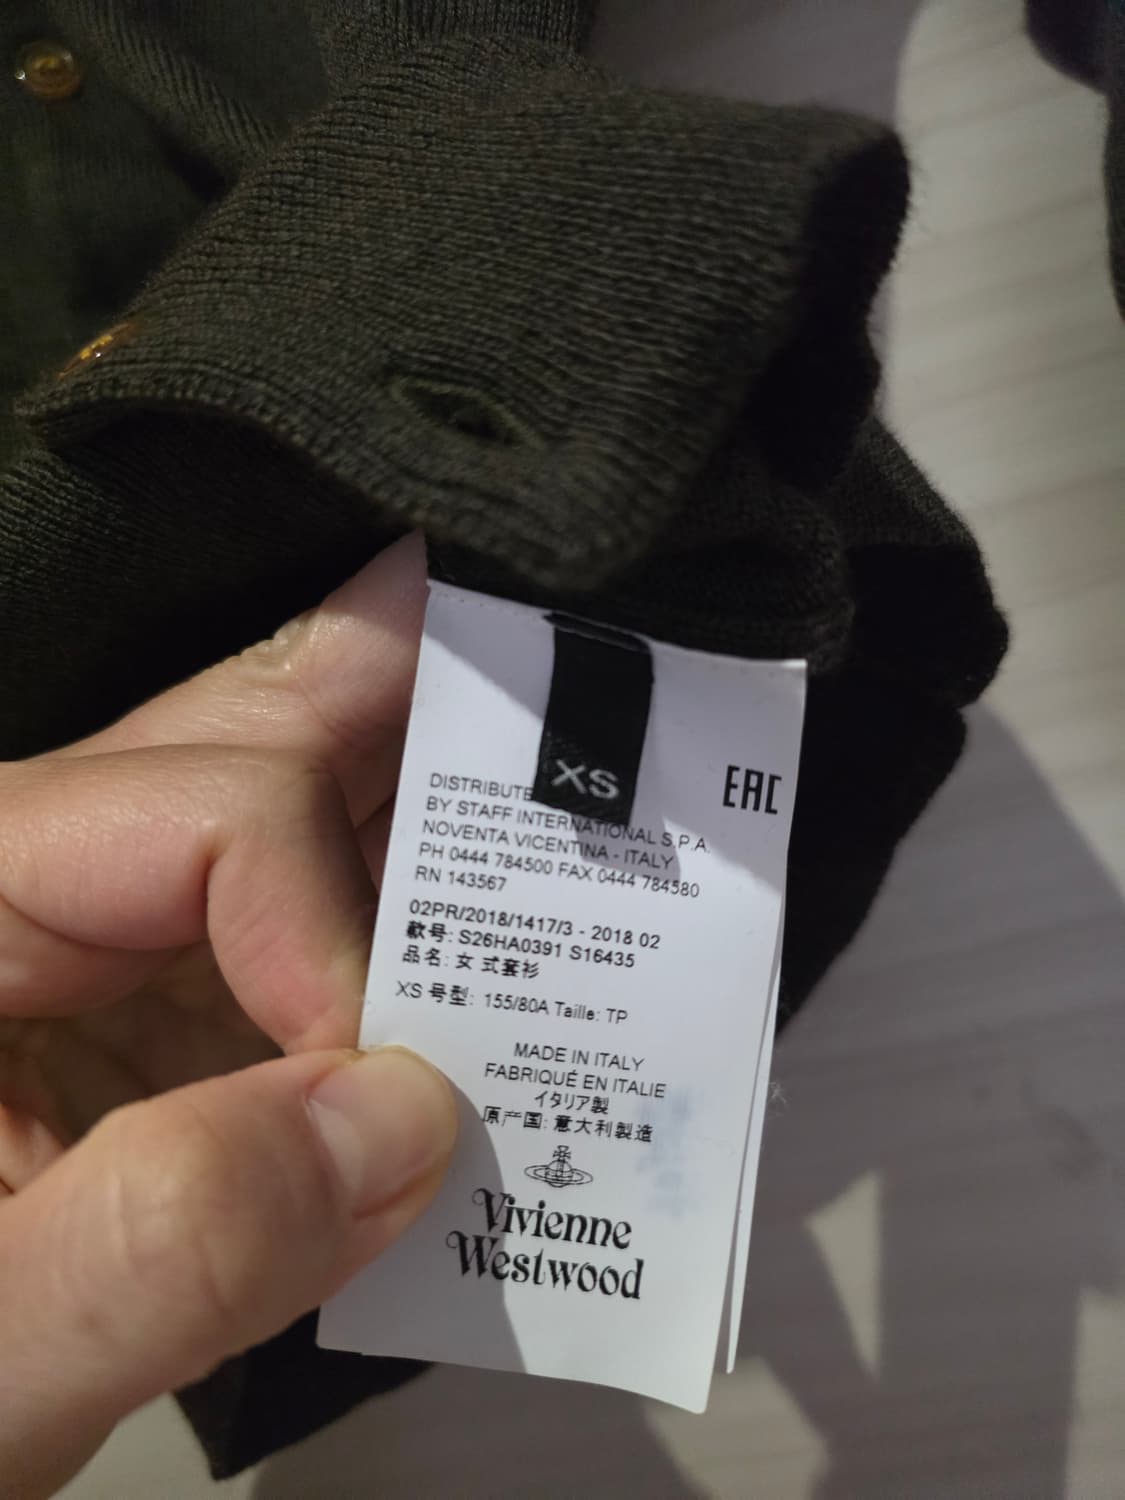 XS
EAC
DISTRIBUTE
BY STAFF INTERNATIONAL S.P.A.
NOVENTA VICENTINA - ITALY
PH 0444 784500 FAX 0444 784580
RN 143567
02PR/2018/1417/3 - 2018 02
款号: S26HA0391 S16435
品名: 女 式套衫
XS 号型: 155/80A Taille: TP
MADE IN ITALY
FABRIQUÉ EN ITALIE
イタリア製
原产国: 意大利製造
Vivienne
Westwood